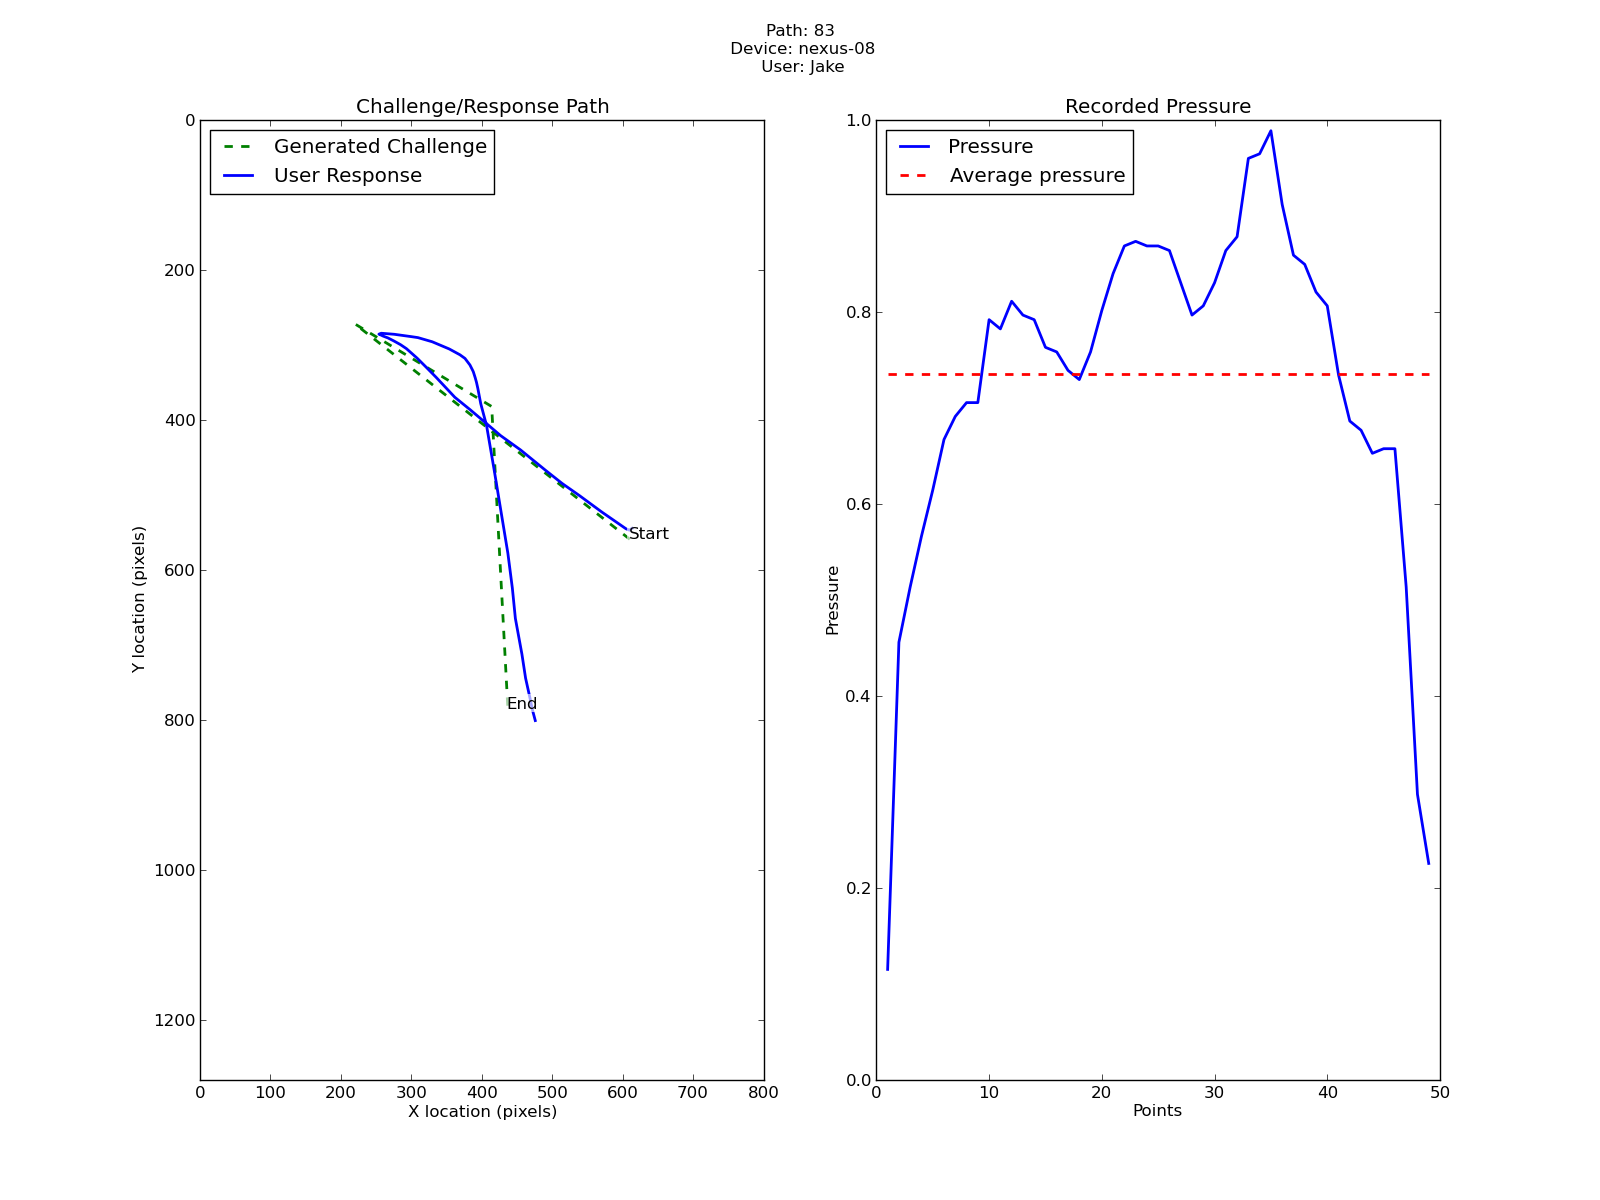 Path: 83
Device: nexus-08
User: Jake
Challenge/Response Path
Generated Challenge
User Response
Start
End
0
200
400
600
800
1000
1200
Y location (pixels)
0 100 200 300 400 500 600 700 800
X location (pixels)
Recorded Pressure
Pressure
Average pressure
1.0
0.8
0.6
0.4
0.2
0.0
Pressure
0 10 20 30 40 50
Points